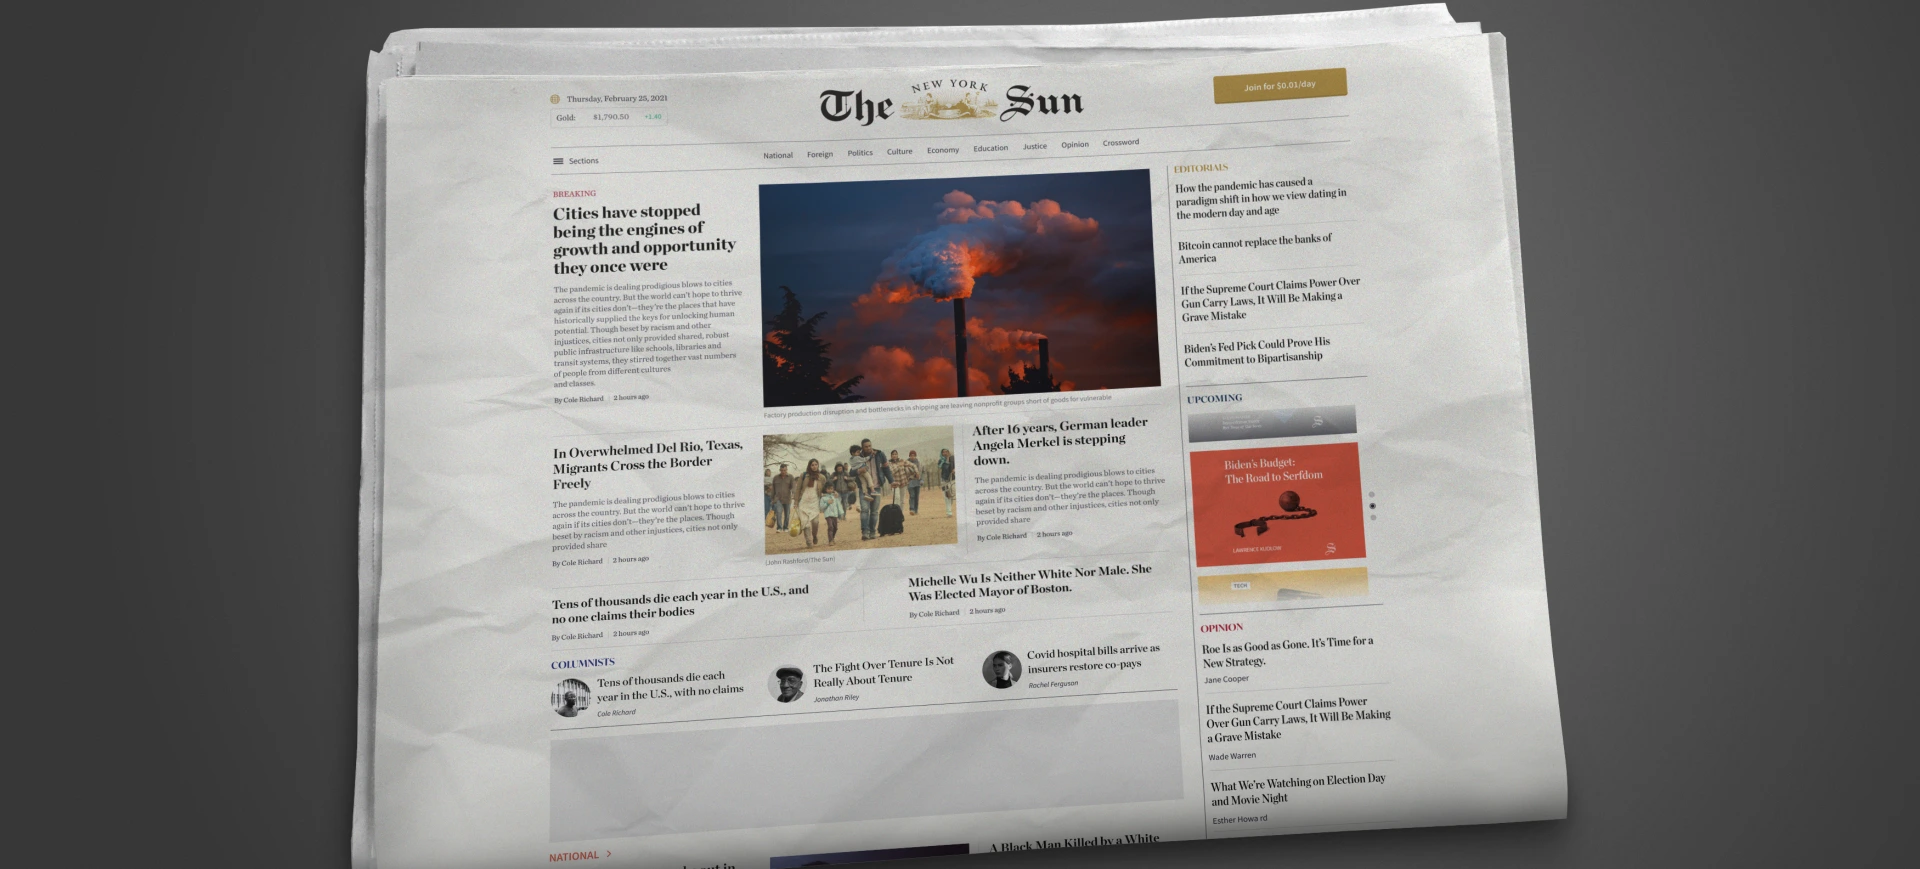 Thursday, February 25, 2021
Gold: $1,790.50 +1.40
The NEW YORK Sun
Join for $0.01/day
Sections
National Foreign Politics Culture Economy Education Justice Opinion Crossword
BREAKING
Cities have stopped
being the engines of
growth and opportunity
they once were
The pandemic is dealing prodigious blows to cities
across the country. But the world can't hope to thrive
again if its cities don't—they're the places that have
historically supplied the keys for unlocking human
potential. Though beset by racism and other
injustices, cities not only provided shared, robust
public infrastructure like schools, libraries and
transit systems, they stirred together vast numbers
of people from different cultures
and classes.
By Cole Richard | 2 hours ago
Factory production disruption and bottlenecks in shipping are leaving nonprofit groups short of goods for vulnerable
In Overwhelmed Del Rio, Texas,
Migrants Cross the Border
Freely
The pandemic is dealing prodigious blows to cities
across the country. But the world can't hope to thrive
again if its cities don't—they're the places. Though
beset by racism and other injustices, cities not only
provided share
By Cole Richard | 2 hours ago
(John Rashford/The Sun)
After 16 years, German leader
Angela Merkel is stepping
down.
The pandemic is dealing prodigious blows to cities
across the country. But the world can't hope to thrive
again if its cities don't—they're the places. Though
beset by racism and other injustices, cities not only
provided share
By Cole Richard | 2 hours ago
Tens of thousands die each year in the U.S., and
no one claims their bodies
By Cole Richard | 2 hours ago
Michelle Wu Is Neither White Nor Male. She
Was Elected Mayor of Boston.
By Cole Richard | 2 hours ago
COLUMNISTS
Tens of thousands die each
year in the U.S., with no claims
Cole Richard
The Fight Over Tenure Is Not
Really About Tenure
Jonathan Riley
Covid hospital bills arrive as
insurers restore co-pays
Rachel Ferguson
NATIONAL >
A Black Man Killed by a White
EDITORIALS
How the pandemic has caused a
paradigm shift in how we view dating in
the modern day and age
Bitcoin cannot replace the banks of
America
If the Supreme Court Claims Power Over
Gun Carry Laws, It Will Be Making a
Grave Mistake
Biden's Fed Pick Could Prove His
Commitment to Bipartisanship
UPCOMING
Biden's Budget:
The Road to Serfdom
LAWRENCE KUDLOW
S
TECH
OPINION
Roe Is as Good as Gone. It's Time for a
New Strategy.
Jane Cooper
If the Supreme Court Claims Power
Over Gun Carry Laws, It Will Be Making
a Grave Mistake
Wade Warren
What We're Watching on Election Day
and Movie Night
Esther Howa rd